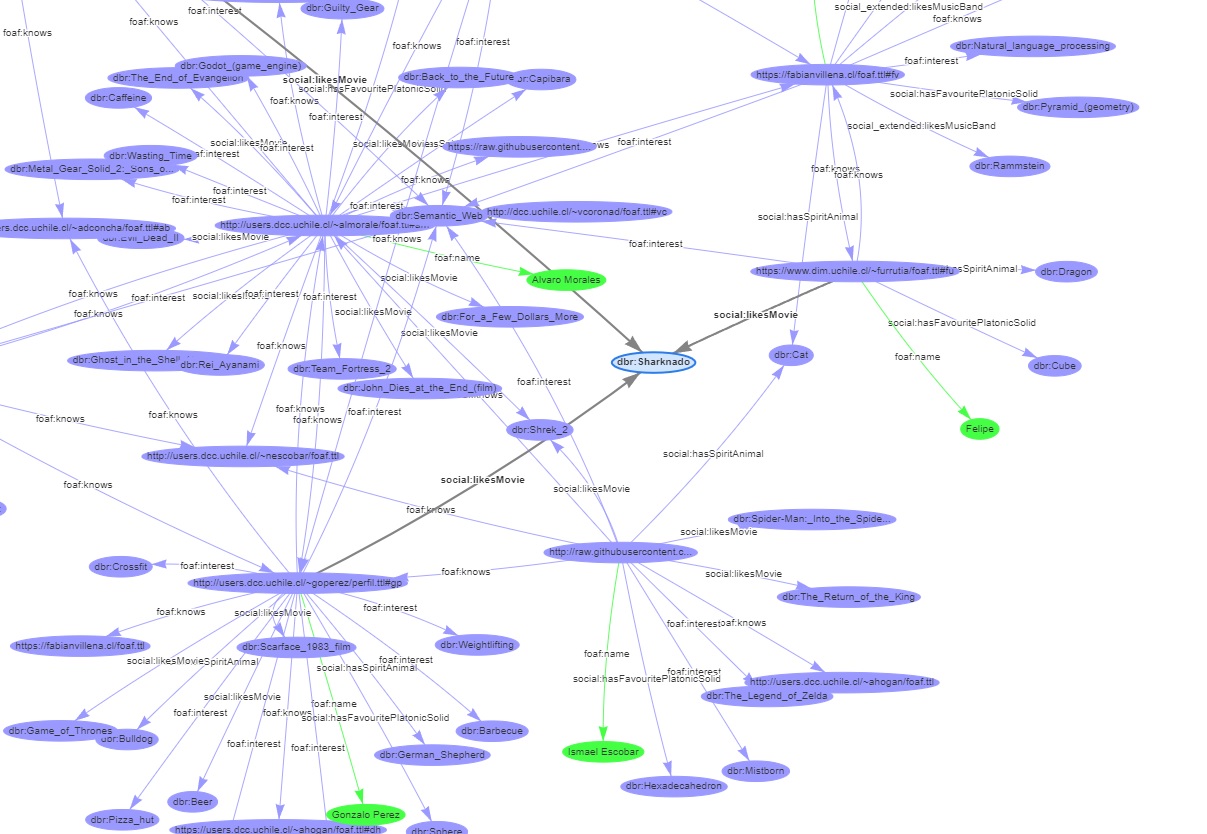 social_extended:likesMusicBand
dbr:Guilty_Gear
foaf:knows
foaf:knows
foaf:knows
foaf:knows
foaf:interest
dbr:Natural_language_processing
foaf:interest
dbr:Godot_(game_engine)
dbr:The_End_of_Evangelion
social:likesMovie
dbr:Back_to_the_Future
dbr:Capibara
https://fabianvillena.cl/foaf.ttl#fv
social:hasFavouritePlatonicSolid
social:hasFavouritePlatonicSolid
dbr:Caffeine
foaf:knows
dbr:Pyramid_(geometry)
foaf:interest
social_extended:likesMusicBand
social:likesMovie
foaf:interest
https://raw.githubusercontent....
foaf:interest
dbr:Wasting_Time
foaf:interest
dbr:Metal_Gear_Solid_2:_Sons_o...
dbr:Rammstein
foaf:knows
foaf:knows
foaf:knows
foaf:interest
foaf:interest
foaf:interest
dbr:Semantic_Web
http://dcc.uchile.cl/~vcoronad/foaf.ttl#vc
social:hasSpiritAnimal
http://users.dcc.uchile.cl/~almorale/foaf.ttl
~adconcha/foaf.ttl#ab
dbr:Evil_Dead_II
social:likesMovie
foaf:knows
foaf:interest
foaf:name
https://www.dim.uchile.cl/~furrutia/foaf.ttl
SpiritAnimal
dbr:Dragon
social:likesMovie
Alvaro Morales
foaf:knows
foaf:interest
foaf:interest
foaf:interest
foaf:knows
social:likesMovie
dbr:For_a_Few_Dollars_More
social:likesMovie
social:hasFavouritePlatonicSolid
social:likesMovie
foaf:knows
dbr:Ghost_in_the_Shell
dbr:Rei_Ayanami
dbr:Team_Fortress_2
dbr:Sharknado
dbr:Cat
foaf:name
dbr:Cube
foaf:interest
dbr:John_Dies_at_the_End_(film)
foaf:knows
foaf:knows
foaf:knows
foaf:knows
foaf:interest
dbr:Shrek_2
Felipe
http://users.dcc.uchile.cl/~nescobar/foaf.ttl
social:hasSpiritAnimal
foaf:knows
social:likesMovie
social:likesMovie
foaf:knows
dbr:Spider-Man:_Into_the_Spide...
social:likesMovie
http://raw.githubusercontent.c...
dbr:Crossfit
foaf:interest
foaf:knows
social:likesMovie
http://users.dcc.uchile.cl/~goperez/perfil.ttl#gp
dbr:The_Return_of_the_King
foaf:knows
social:likesMovie
foaf:interest
foaf:interest
foaf:knows
https://fabianvillena.cl/foaf.ttl
dbr:Scarface_1983_film
dbr:Weightlifting
foaf:name
social:likesMovie
SpiritAnimal
foaf:interest
social:hasSpiritAnimal
foaf:interest
social:hasFavouritePlatonicSolid
http://users.dcc.uchile.cl/~ahogan/foaf.ttl
dbr:The_Legend_of_Zelda
social:likesMovie
foaf:name
foaf:interest
foaf:knows
social:hasFavouritePlatonicSolid
dbr:Game_of_Thrones
dbr:Bulldog
dbr:Barbecue
foaf:interest
foaf:interest
dbr:German_Shepherd
Ismael Escobar
dbr:Mistborn
dbr:Hexadecahedron
dbr:Beer
dbr:Pizza_hut
Gonzalo Perez
https://users.dcc.uchile.cl/~ahogan/foaf.ttl#dh
dbr:Sphere